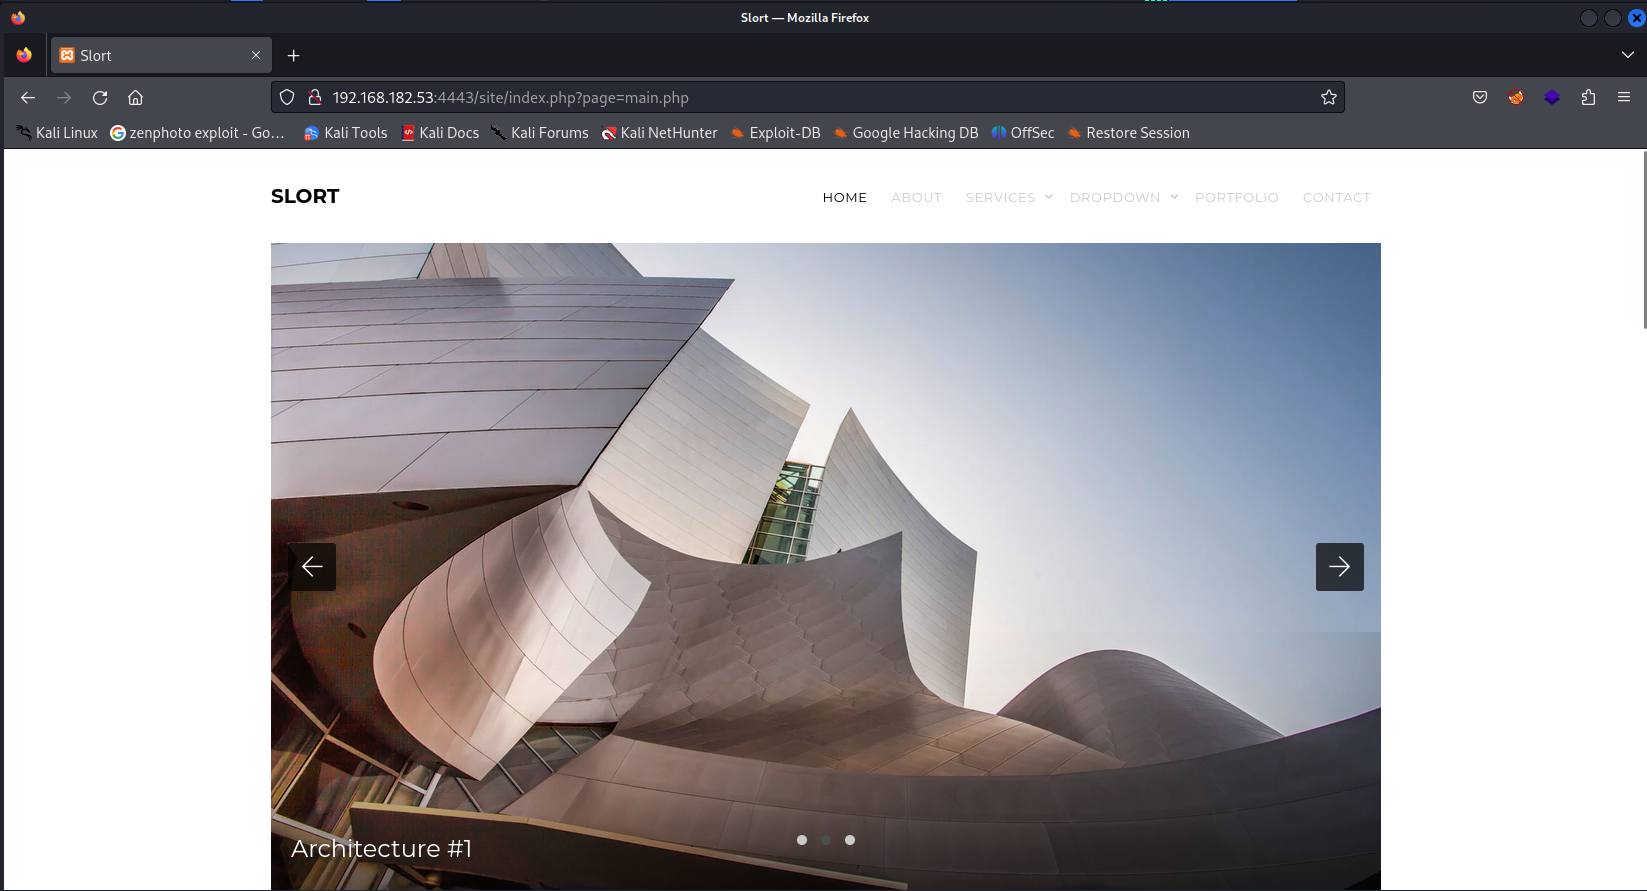 Slort — Mozilla Firefox
Slort
192.168.182.53:4443/site/index.php?page=main.php
Kali Linux zenphoto exploit - Go… Kali Tools Kali Docs Kali Forums Kali NetHunter Exploit-DB Google Hacking DB OffSec Restore Session
SLORT HOME ABOUT SERVICES DROPDOWN PORTFOLIO CONTACT
Architecture #1